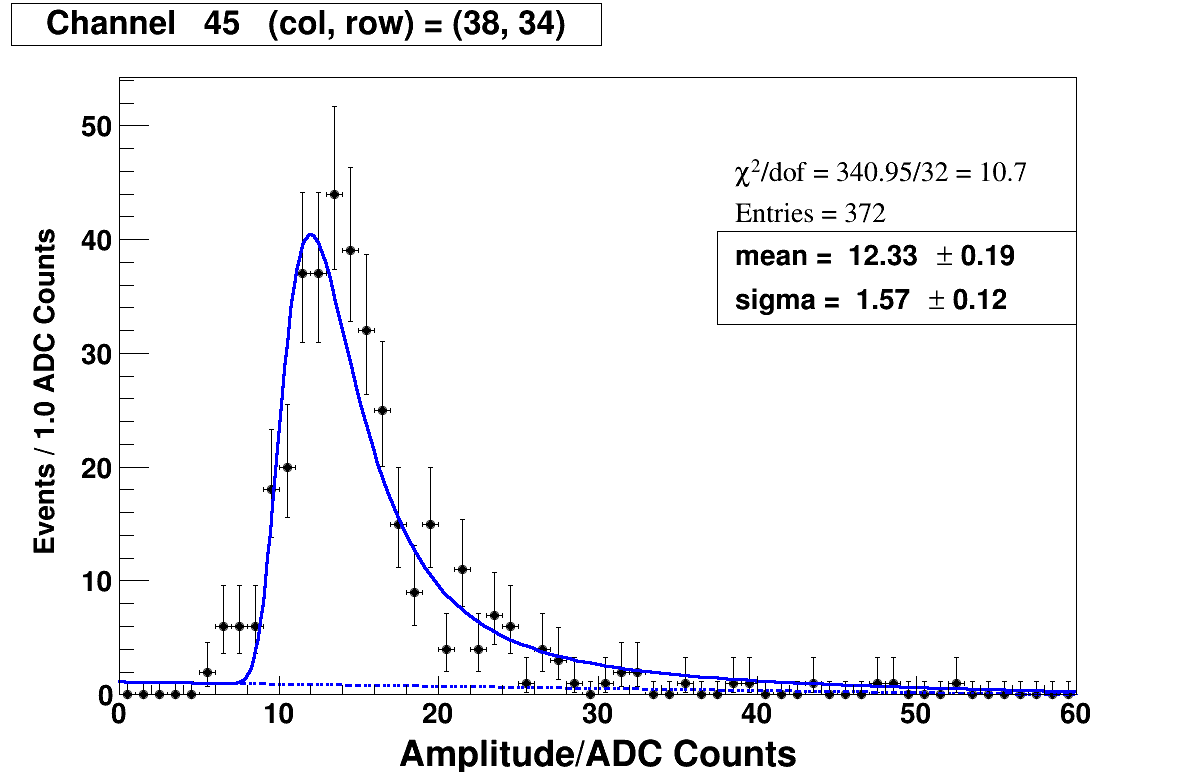 Channel 45 (col, row) = (38, 34)
χ²/dof = 340.95/32 = 10.7
Entries = 372
mean = 12.33 ± 0.19
sigma = 1.57 ± 0.12
Events / 1.0 ADC Counts
50
40
30
20
10
0
0 10 20 30 40 50 60
Amplitude/ADC Counts